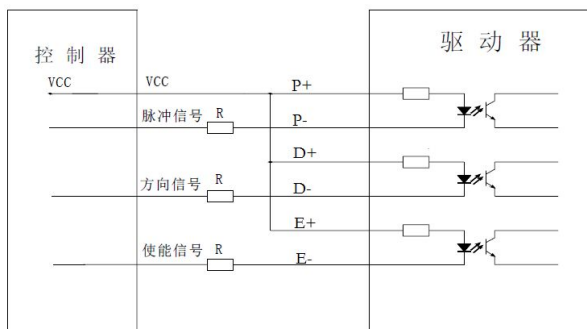 控制器
驱动器
VCC
VCC
P+
脉冲信号 R
P-
D+
方向信号 R
D-
E+
使能信号 R
E-